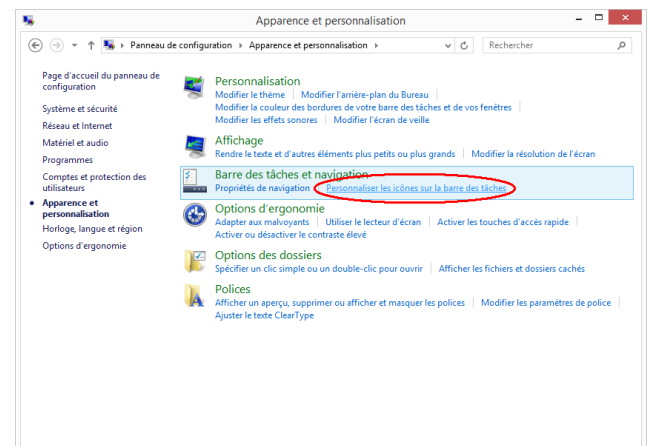 Apparence et personnalisation
Panneau de configuration
Apparence et personnalisation
Rechercher
Page d'accueil du panneau de
configuration
Système et sécurité
Réseau et Internet
Matériel et audio
Programmes
Comptes et protection des
utilisateurs
Apparence et
personnalisation
Horloge, langue et région
Options d'ergonomie
Personnalisation
Modifier le thème
Modifier l'arrière-plan du Bureau
Modifier la couleur des bordures de votre barre des tâches et de vos fenêtres
Modifier les effets sonores
Modifier l'écran de veille
Affichage
Rendre le texte et d'autres éléments plus petits ou plus grands
Modifier la résolution de l'écran
Barre des tâches et navigation
Propriétés de navigation
Personnaliser les icônes sur la barre des tâches
Options d'ergonomie
Adapter aux malvoyants
Utiliser le lecteur d'écran
Activer les touches d'accès rapide
Activer ou désactiver le contraste élevé
Options des dossiers
Spécifier un clic simple ou un double-clic pour ouvrir
Afficher les fichiers et dossiers cachés
Polices
Afficher un aperçu, supprimer ou afficher et masquer les polices
Modifier les paramètres de police
Ajuster le texte ClearType